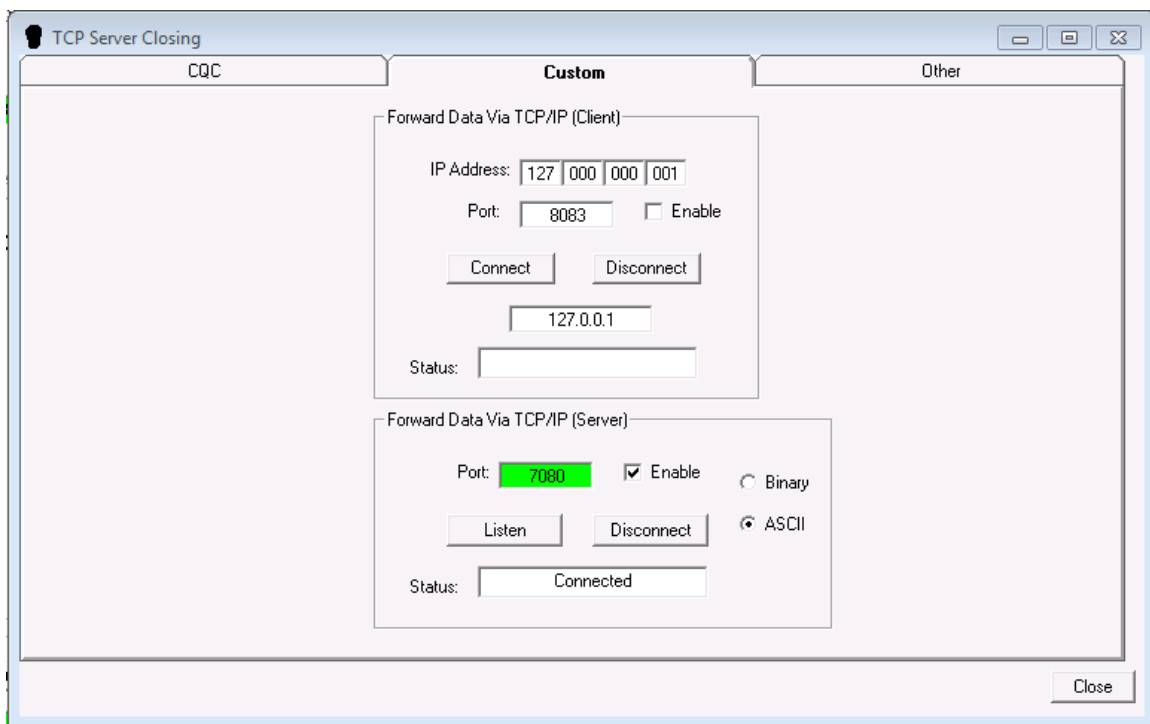 TCP Server Closing
CQC Custom Other
Forward Data Via TCP/IP (Client)
IP Address: 127 000 000 001
Port: 8083 Enable
Connect Disconnect
127.0.0.1
Status:
Forward Data Via TCP/IP (Server)
Port: 7080 Enable
Binary
Listen Disconnect ASCII
Status: Connected
Close